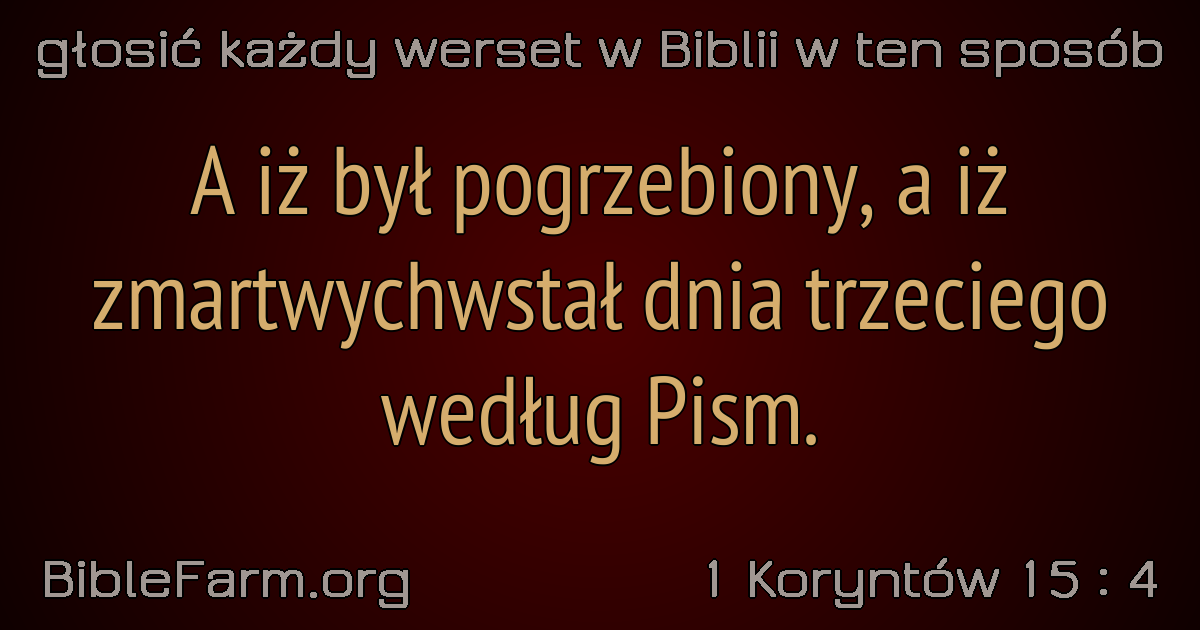 głosić każdy werset w Biblii w ten sposób
A iż był pogrzebiony, a iż
zmartwychwstał dnia trzeciego
według Pism.
BibleFarm.org
1 Koryntów 15 : 4